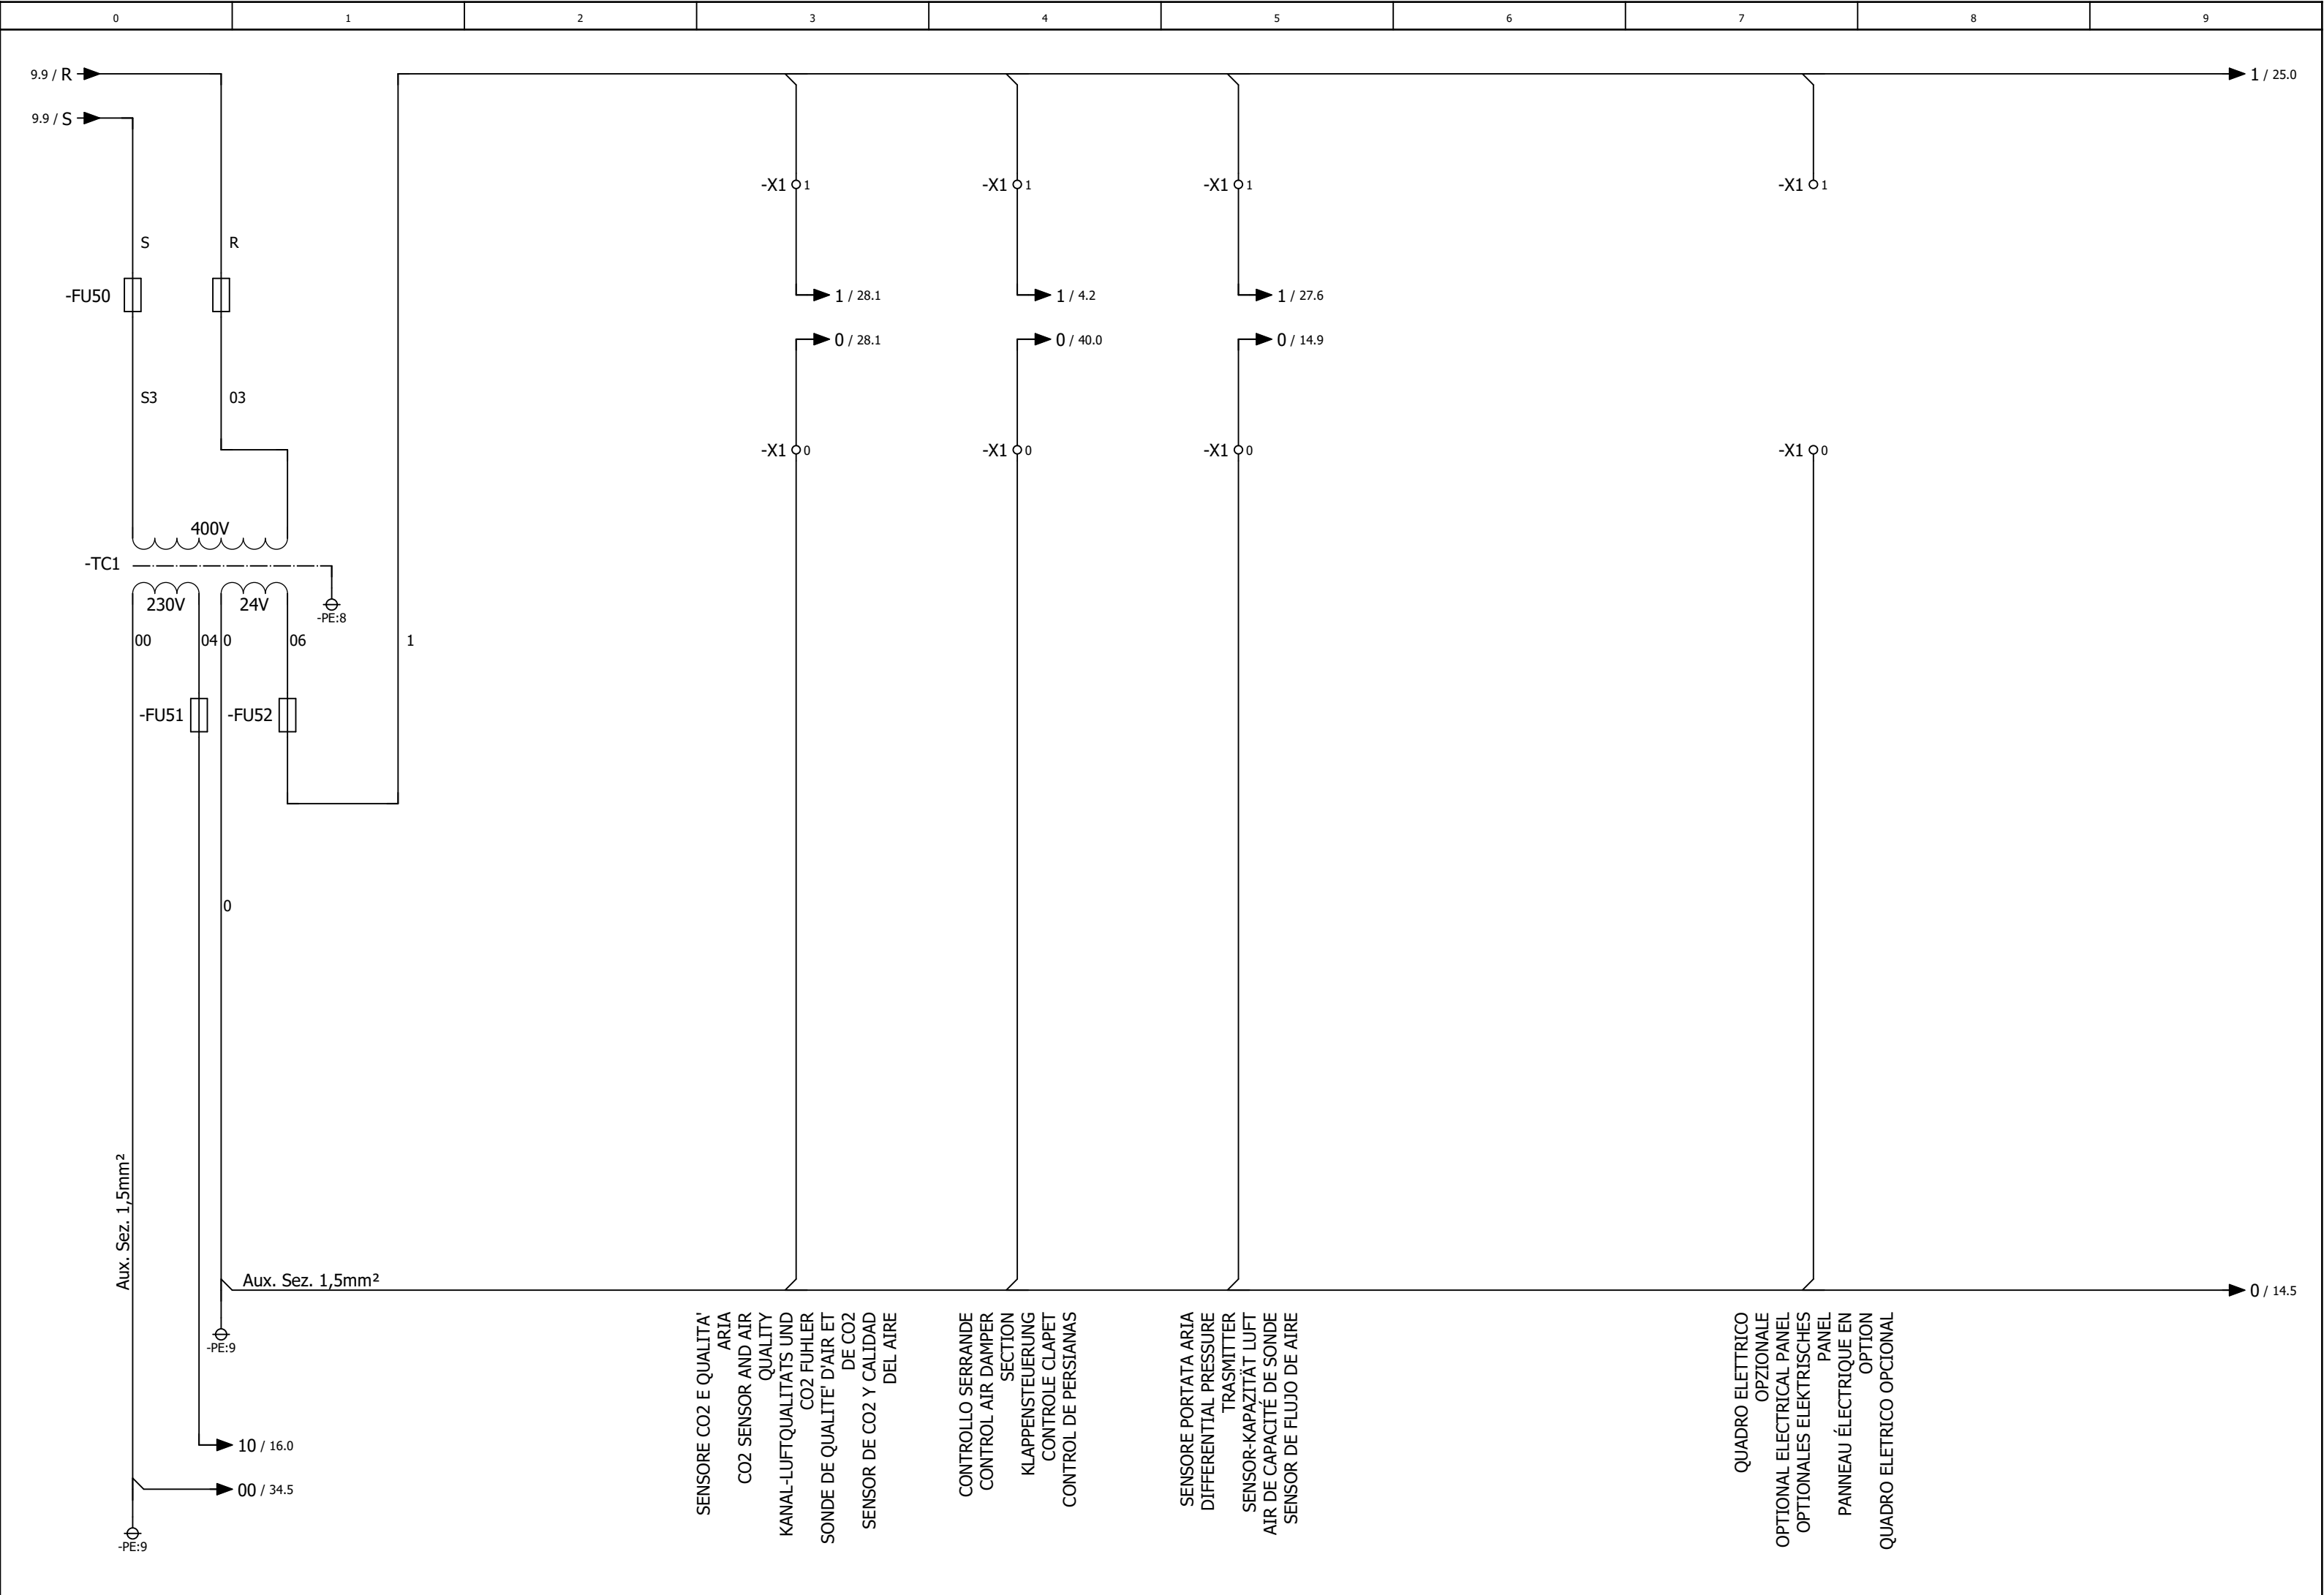 0 1 2 3 4 5 6 7 8 9
9.9 / R
1 / 25.0
9.9 / S
-X1 1
-X1 1
-X1 1
-X1 1
S
R
-FU50
1 / 28.1
1 / 4.2
1 / 27.6
0 / 28.1
0 / 40.0
0 / 14.9
S3
03
-X1 0
-X1 0
-X1 0
-X1 0
400V
-TC1
230V
24V
-PE:8
00
04
0
06
1
-FU51
-FU52
0
Aux. Sez. 1,5mm²
Aux. Sez. 1,5mm²
0 / 14.5
-PE:9
10 / 16.0
00 / 34.5
-PE:9
SENSORE CO2 E QUALITA'
ARIA
CO2 SENSOR AND AIR
QUALITY
KANAL-LUFTQUALITATS UND
CO2 FUHLER
SONDE DE QUALITE' D'AIR ET
DE CO2
SENSOR DE CO2 Y CALIDAD
DEL AIRE
CONTROLLO SERRANDE
CONTROL AIR DAMPER
SECTION
KLAPPENSTEUERUNG
CONTROLE CLAPET
CONTROL DE PERSIANAS
SENSORE PORTATA ARIA
DIFFERENTIAL PRESSURE
TRASMITTER
SENSOR-KAPAZITÄT LUFT
AIR DE CAPACITÉ DE SONDE
SENSOR DE FLUJO DE AIRE
QUADRO ELETTRICO
OPZIONALE
OPTIONAL ELECTRICAL PANEL
OPTIONALES ELEKTRISCHES
PANEL
PANNEAU ÉLECTRIQUE EN
OPTION
QUADRO ELETRICO OPCIONAL